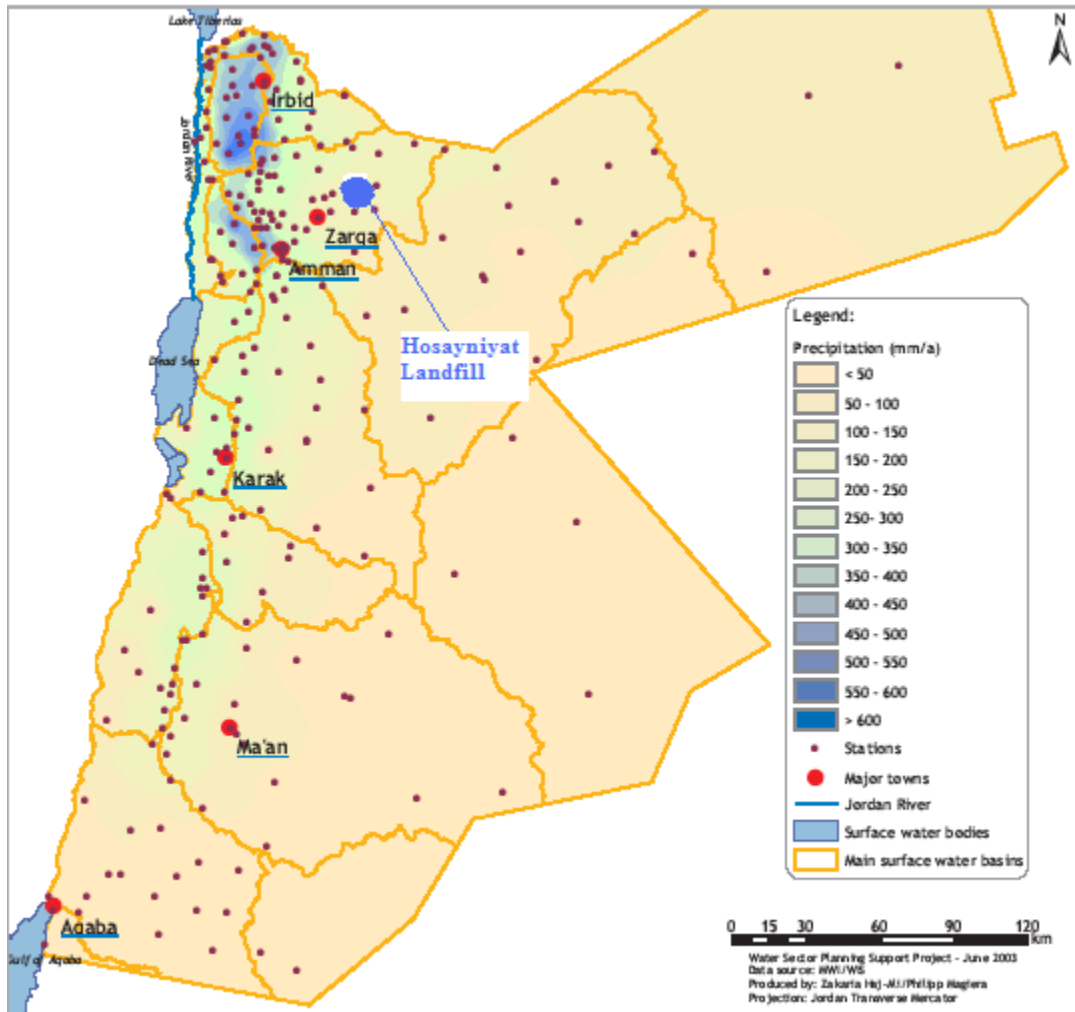 Lake Tiberias
N
Irbid
Jordan River
Zarqa
Amman
Hosayniyat
Landfill
Dead Sea
Karak
Ma'an
Aqaba
Gulf of Aqaba
Legend:
Precipitation (mm/a)
< 50
50 - 100
100 - 150
150 - 200
200 - 250
250- 300
300 - 350
350 - 400
400 - 450
450 - 500
500 - 550
550 - 600
> 600
Stations
Major towns
Jordan River
Surface water bodies
Main surface water basins
0 15 30 60 90 120
km
Water Sector Planning Support Project - June 2003
Data source: MWI/WIS
Produced by: Zakaria Haj-Ali/Philipp Magiera
Projection: Jordan Transverse Mercator